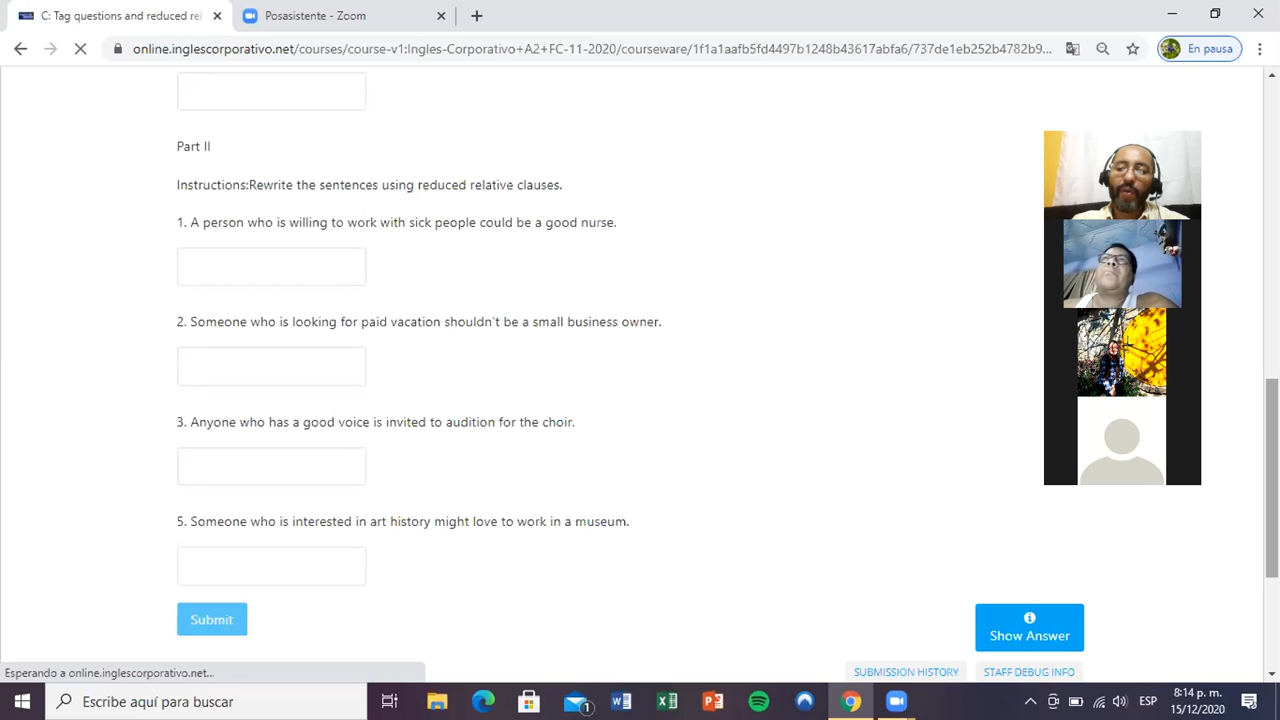 C: Tag questions and reduced rel
Posasistente - Zoom
online.inglescorporativo.net/courses/course-v1:Ingles-Corporativo+A2+FC-11-2020/courseware/1f1a1aafb5fd4497b1248b43617abfa6/737de1eb252b4782b9...
En pausa
Part II
Instructions:Rewrite the sentences using reduced relative clauses.
1. A person who is willing to work with sick people could be a good nurse.
2. Someone who is looking for paid vacation shouldn't be a small business owner.
3. Anyone who has a good voice is invited to audition for the choir.
5. Someone who is interested in art history might love to work in a museum.
Submit
Show Answer
SUBMISSION HISTORY
STAFF DEBUG INFO
Esperando a online.inglescorporativo.net...
Escribe aquí para buscar
1
ESP
8:14 p. m.
15/12/2020